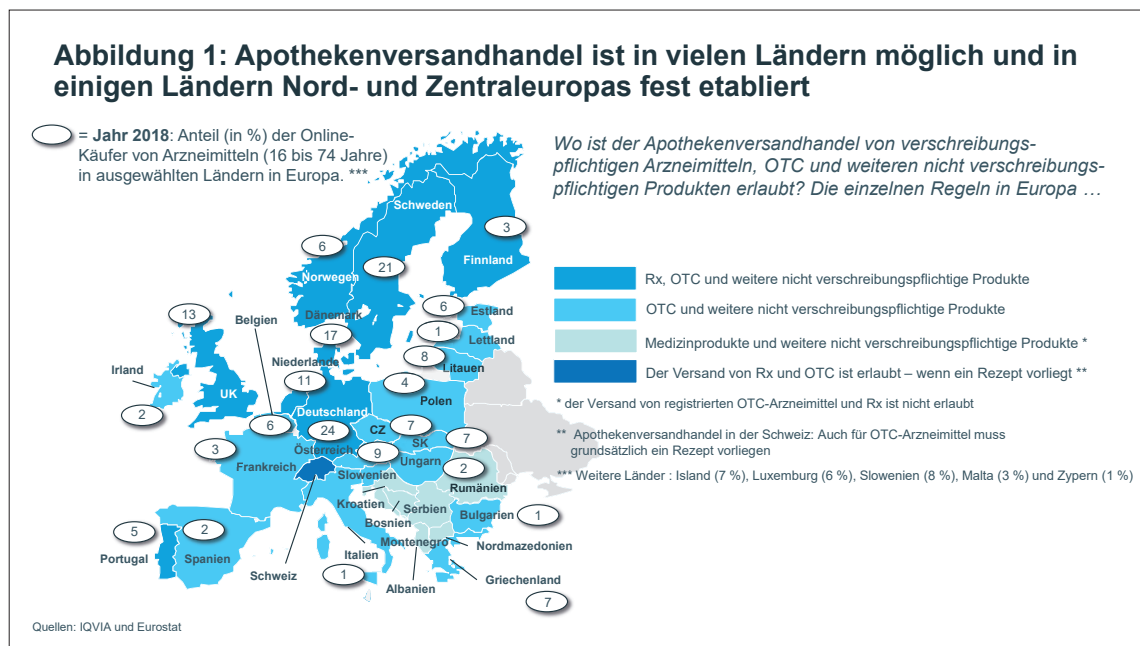 Abbildung 1: Apothekenversandhandel ist in vielen Ländern möglich und in
einigen Ländern Nord- und Zentraleuropas fest etabliert
= Jahr 2018: Anteil (in %) der Online-
Käufer von Arzneimitteln (16 bis 74 Jahre)
in ausgewählten Ländern in Europa. ***
Wo ist der Apothekenversandhandel von verschreibungs-
pflichtigen Arzneimitteln, OTC und weiteren nicht verschreibungs-
pflichtigen Produkten erlaubt? Die einzelnen Regeln in Europa …
Schweden
3
6
21
Finnland
Norwegen
Rx, OTC und weitere nicht verschreibungspflichtige Produkte
OTC und weitere nicht verschreibungspflichtige Produkte
Medizinprodukte und weitere nicht verschreibungspflichtige Produkte *
Der Versand von Rx und OTC ist erlaubt – wenn ein Rezept vorliegt **
* der Versand von registrierten OTC-Arzneimittel und Rx ist nicht erlaubt
** Apothekenversandhandel in der Schweiz: Auch für OTC-Arzneimittel muss
grundsätzlich ein Rezept vorliegen
*** Weitere Länder : Island (7 %), Luxemburg (6 %), Slowenien (8 %), Malta (3 %) und Zypern (1 %)
6
Estland
13
Belgien
Dänemark
17
1
Lettland
Niederlande
8
Litauen
Irland
11
4
Polen
UK
2
Deutschland
6
24
CZ
7
SK
7
3
Österreich
9
Ungarn
2
Frankreich
Slowenien
Rumänien
Kroatien
Serbien
Bosnien
Bulgarien
1
5
2
Montenegro
Nordmazedonien
Portugal
Spanien
Italien
Schweiz
1
Albanien
Griechenland
7
Quellen: IQVIA und Eurostat